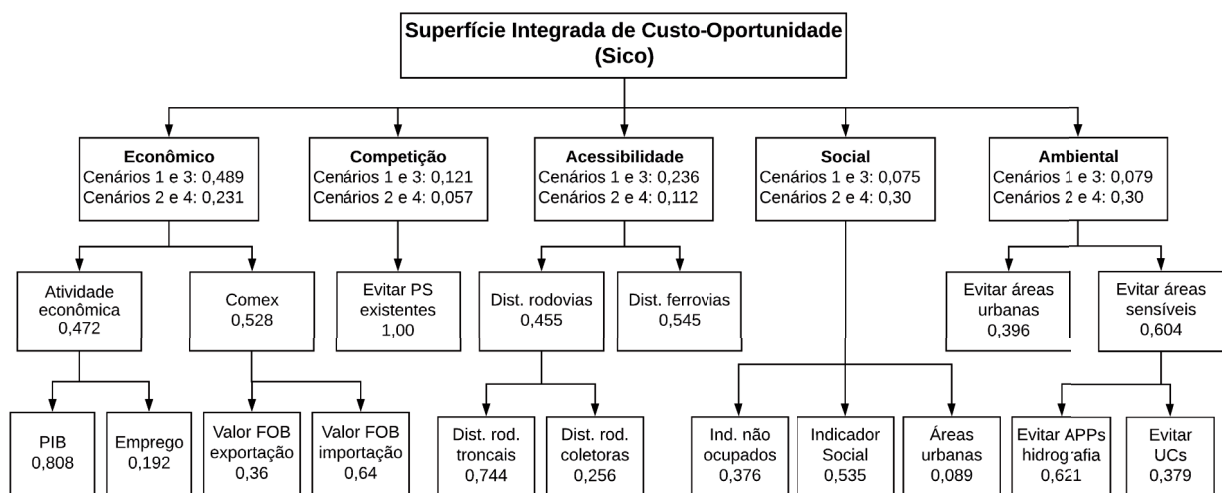 Superfície Integrada de Custo-Oportunidade
(Sico)
Econômico
Cenários 1 e 3: 0,489
Cenários 2 e 4: 0,231
Competição
Cenários 1 e 3: 0,121
Cenários 2 e 4: 0,057
Acessibilidade
Cenários 1 e 3: 0,236
Cenários 2 e 4: 0,112
Social
Cenários 1 e 3: 0,075
Cenários 2 e 4: 0,30
Ambiental
Cenários 1 e 3: 0,079
Cenários 2 e 4: 0,30
Atividade
econômica
0,472
Comex
0,528
Evitar PS
existentes
1,00
Dist. rodovias
0,455
Dist. ferrovias
0,545
Evitar áreas
urbanas
0,396
Evitar áreas
sensíveis
0,604
PIB
0,808
Emprego
0,192
Valor FOB
exportação
0,36
Valor FOB
importação
0,64
Dist. rod.
troncais
0,744
Dist. rod.
coletoras
0,256
Ind. não
ocupados
0,376
Indicador
Social
0,535
Áreas
urbanas
0,089
Evitar APPs
hidrografia
0,621
Evitar
UCs
0,379